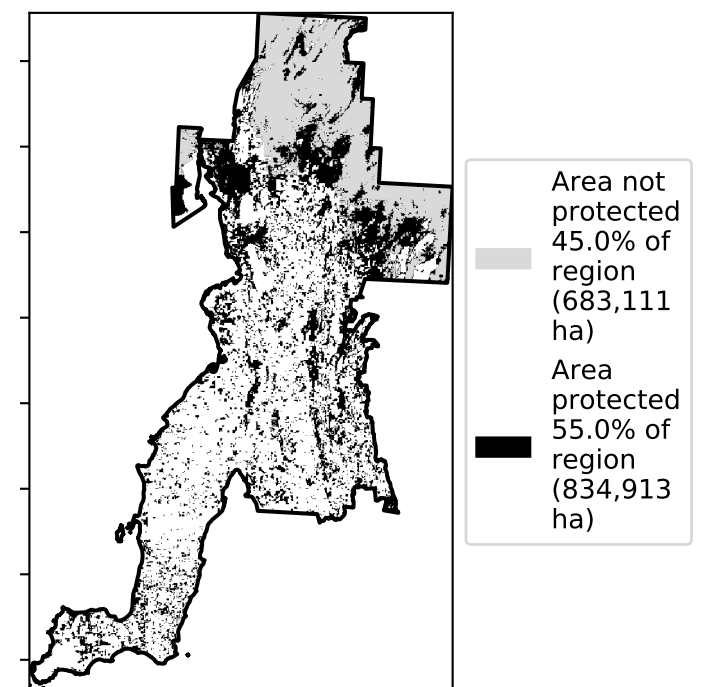 Area not
protected
45.0% of
region
(683,111
ha)
Area
protected
55.0% of
region
(834,913
ha)